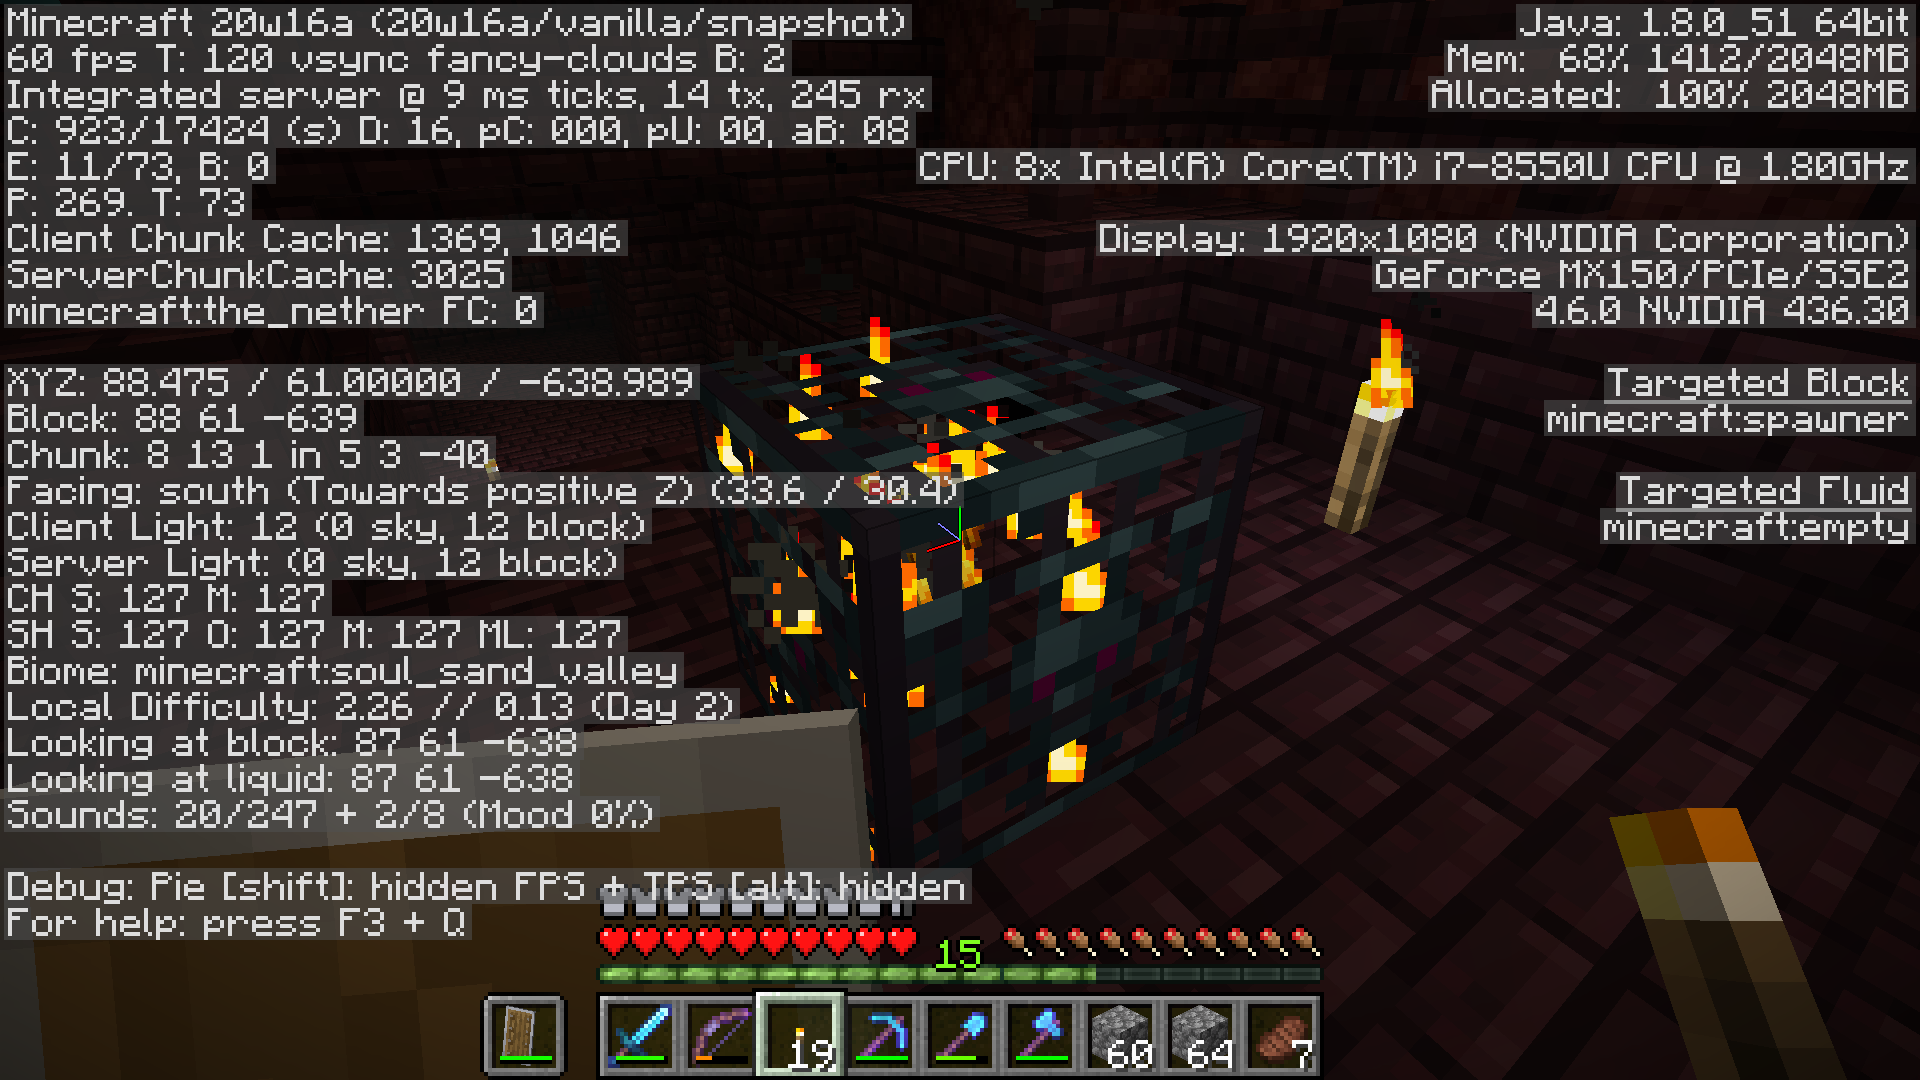 Minecraft 20w16a (20w16a/vanilla/snapshot)
60 fps T: 120 vsync fancy-clouds B: 2
Integrated server @ 9 ms ticks, 14 tx, 245 rx
C: 923/17424 (s) D: 16, pC: 000, pU: 00, aB: 08
E: 11/73, B: 0
P: 269. T: 73
Client Chunk Cache: 1369, 1046
ServerChunkCache: 3025
minecraft:the_nether FC: 0
XYZ: 88.475 / 61.00000 / -638.989
Block: 88 61 -639
Chunk: 8 13 1 in 5 3 -40
Facing: south (Towards positive Z) (33.6 / 30.4)
Client Light: 12 (0 sky, 12 block)
Server Light: (0 sky, 12 block)
CH S: 127 M: 127
SH S: 127 O: 127 M: 127 ML: 127
Biome: minecraft:soul_sand_valley
Local Difficulty: 2.26 // 0.13 (Day 2)
Looking at block: 87 61 -638
Looking at liquid: 87 61 -638
Sounds: 20/247 + 2/8 (Mood 0%)
Debug: Pie [shift]: hidden FPS + TPS [alt]: hidden
For help: press F3 + Q
Java: 1.8.0_51 64bit
Mem: 68% 1412/2048MB
Allocated: 100% 2048MB
CPU: 8x Intel(R) Core(TM) i7-8550U CPU @ 1.80GHz
Display: 1920x1080 (NVIDIA Corporation)
GeForce MX150/PCIe/SSE2
4.6.0 NVIDIA 436.30
Targeted Block
minecraft:spawner
Targeted Fluid
minecraft:empty
15
19
60
64
7